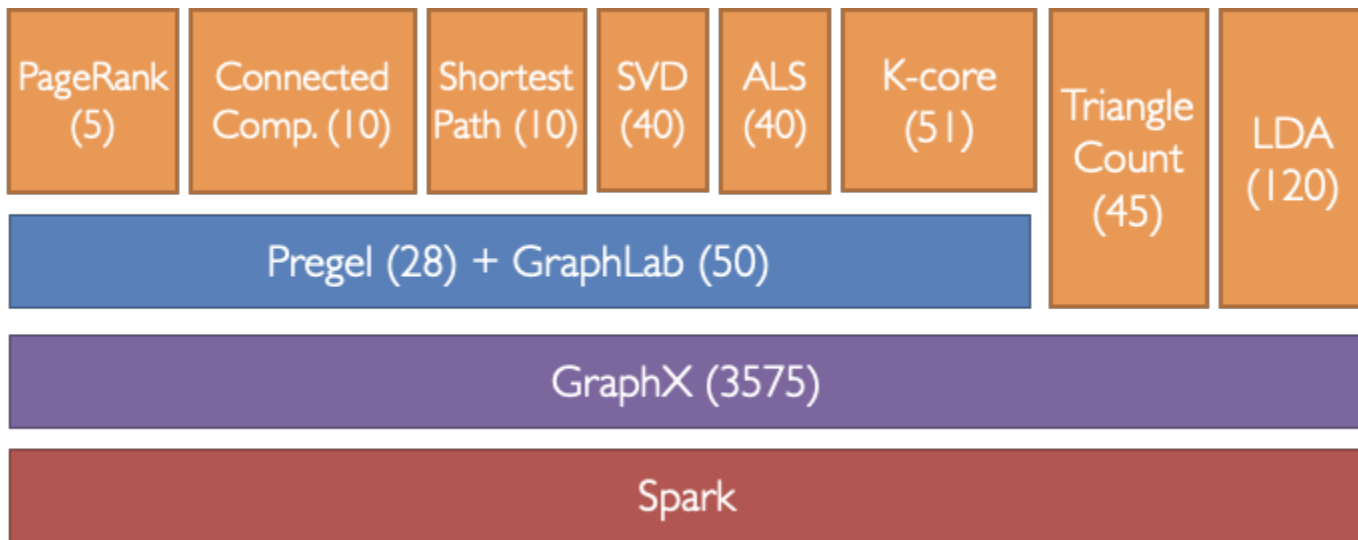 PageRank
(5)
Connected
Comp. (10)
Shortest
Path (10)
SVD
(40)
ALS
(40)
K-core
(51)
Triangle
Count
(45)
LDA
(120)
Pregel (28) + GraphLab (50)
GraphX (3575)
Spark